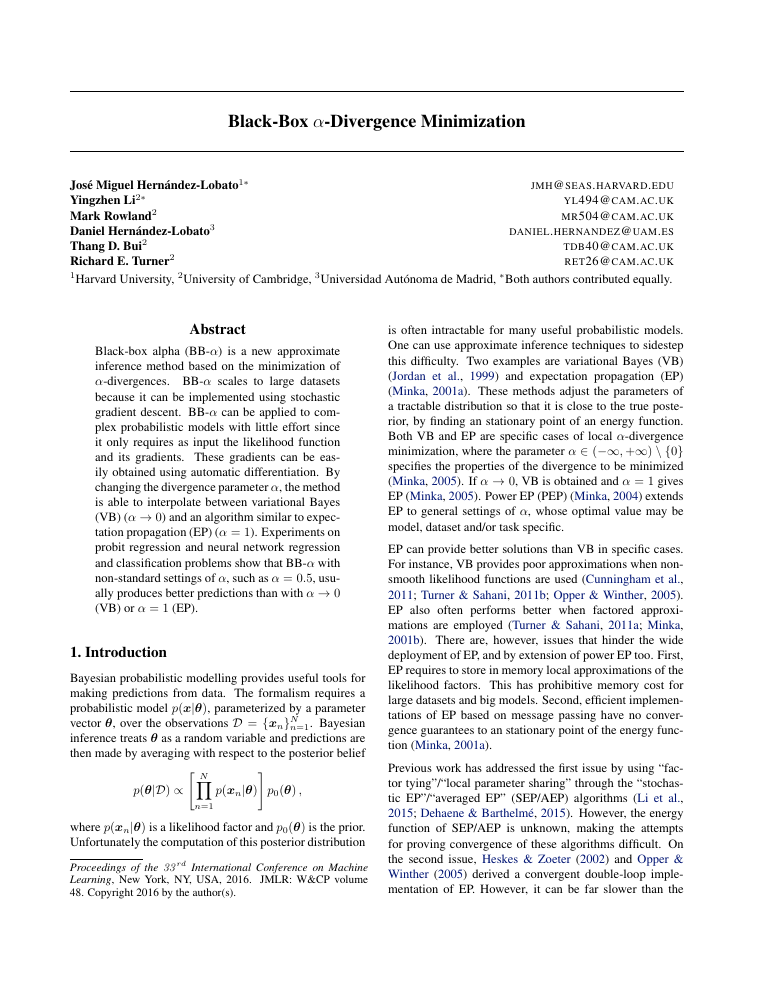 Black-Box α-Divergence Minimization
José Miguel Hernández-Lobato1∗ JMH@SEAS.HARVARD.EDU
Yingzhen Li2∗ YL494@CAM.AC.UK
Mark Rowland2 MR504@CAM.AC.UK
Daniel Hernández-Lobato3 DANIEL.HERNANDEZ@UAM.ES
Thang D. Bui2 TDB40@CAM.AC.UK
Richard E. Turner2 RET26@CAM.AC.UK
1Harvard University, 2University of Cambridge, 3Universidad Autónoma de Madrid, ∗Both authors contributed equally.
Abstract
Black-box alpha (BB-α) is a new approximate
inference method based on the minimization of
α-divergences. BB-α scales to large datasets
because it can be implemented using stochastic
gradient descent. BB-α can be applied to com-
plex probabilistic models with little effort since
it only requires as input the likelihood function
and its gradients. These gradients can be eas-
ily obtained using automatic differentiation. By
changing the divergence parameter α, the method
is able to interpolate between variational Bayes
(VB) (α → 0) and an algorithm similar to expec-
tation propagation (EP) (α = 1). Experiments on
probit regression and neural network regression
and classification problems show that BB-α with
non-standard settings of α, such as α = 0.5, usu-
ally produces better predictions than with α → 0
(VB) or α = 1 (EP).
1. Introduction
Bayesian probabilistic modelling provides useful tools for
making predictions from data. The formalism requires a
probabilistic model p(x|θ), parameterized by a parameter
vector θ, over the observations D = {xn}Nn=1. Bayesian
inference treats θ as a random variable and predictions are
then made by averaging with respect to the posterior belief
p(θ|D) ∝ [∏Nn=1 p(xn|θ)] p0(θ) ,
where p(xn|θ) is a likelihood factor and p0(θ) is the prior.
Unfortunately the computation of this posterior distribution
Proceedings of the 33rd International Conference on Machine
Learning, New York, NY, USA, 2016. JMLR: W&CP volume
48. Copyright 2016 by the author(s).
is often intractable for many useful probabilistic models.
One can use approximate inference techniques to sidestep
this difficulty. Two examples are variational Bayes (VB)
(Jordan et al., 1999) and expectation propagation (EP)
(Minka, 2001a). These methods adjust the parameters of
a tractable distribution so that it is close to the true poste-
rior, by finding an stationary point of an energy function.
Both VB and EP are specific cases of local α-divergence
minimization, where the parameter α ∈ (−∞, +∞) \ {0}
specifies the properties of the divergence to be minimized
(Minka, 2005). If α → 0, VB is obtained and α = 1 gives
EP (Minka, 2005). Power EP (PEP) (Minka, 2004) extends
EP to general settings of α, whose optimal value may be
model, dataset and/or task specific.
EP can provide better solutions than VB in specific cases.
For instance, VB provides poor approximations when non-
smooth likelihood functions are used (Cunningham et al.,
2011; Turner & Sahani, 2011b; Opper & Winther, 2005).
EP also often performs better when factored approxi-
mations are employed (Turner & Sahani, 2011a; Minka,
2001b). There are, however, issues that hinder the wide
deployment of EP, and by extension of power EP too. First,
EP requires to store in memory local approximations of the
likelihood factors. This has prohibitive memory cost for
large datasets and big models. Second, efficient implemen-
tations of EP based on message passing have no conver-
gence guarantees to an stationary point of the energy func-
tion (Minka, 2001a).
Previous work has addressed the first issue by using “fac-
tor tying”/“local parameter sharing” through the “stochas-
tic EP”/“averaged EP” (SEP/AEP) algorithms (Li et al.,
2015; Dehaene & Barthelmé, 2015). However, the energy
function of SEP/AEP is unknown, making the attempts
for proving convergence of these algorithms difficult. On
the second issue, Heskes & Zoeter (2002) and Opper &
Winther (2005) derived a convergent double-loop imple-
mentation of EP. However, it can be far slower than the